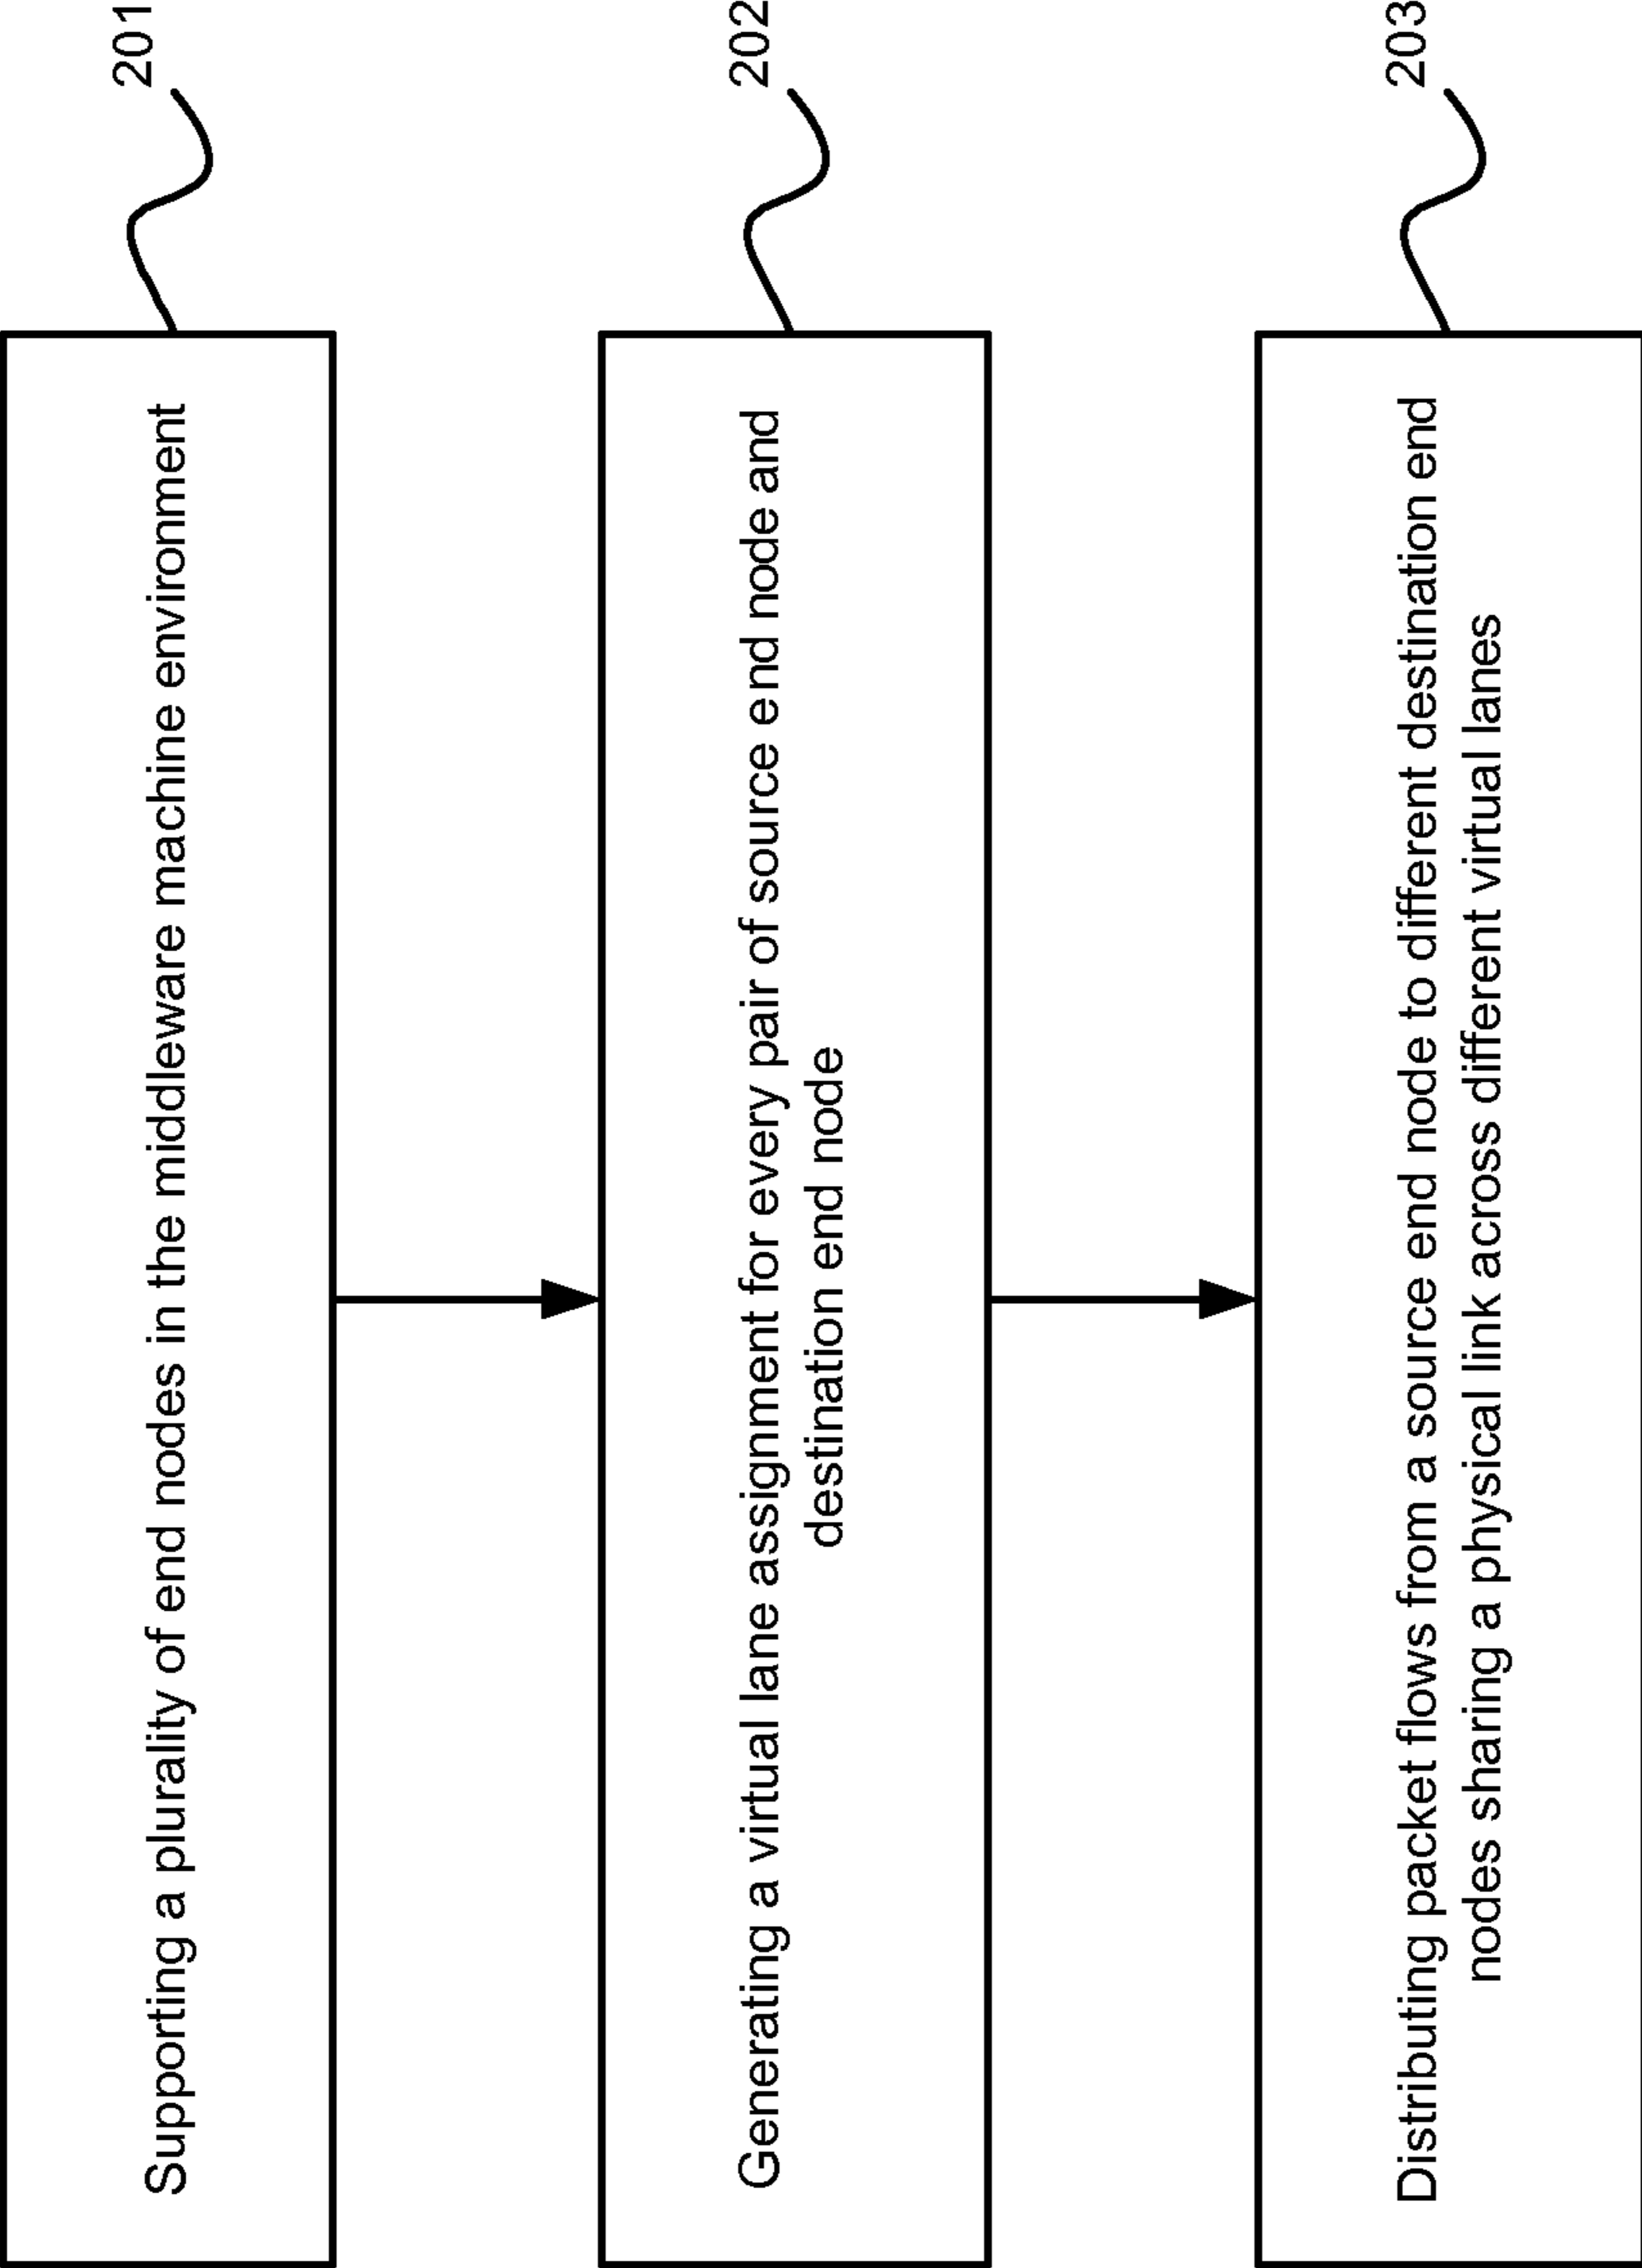 Supporting a plurality of end nodes in the middleware machine environment
201
Generating a virtual lane assignment for every pair of source end node and
destination end node
202
Distributing packet flows from a source end node to different destination end
nodes sharing a physical link across different virtual lanes
203